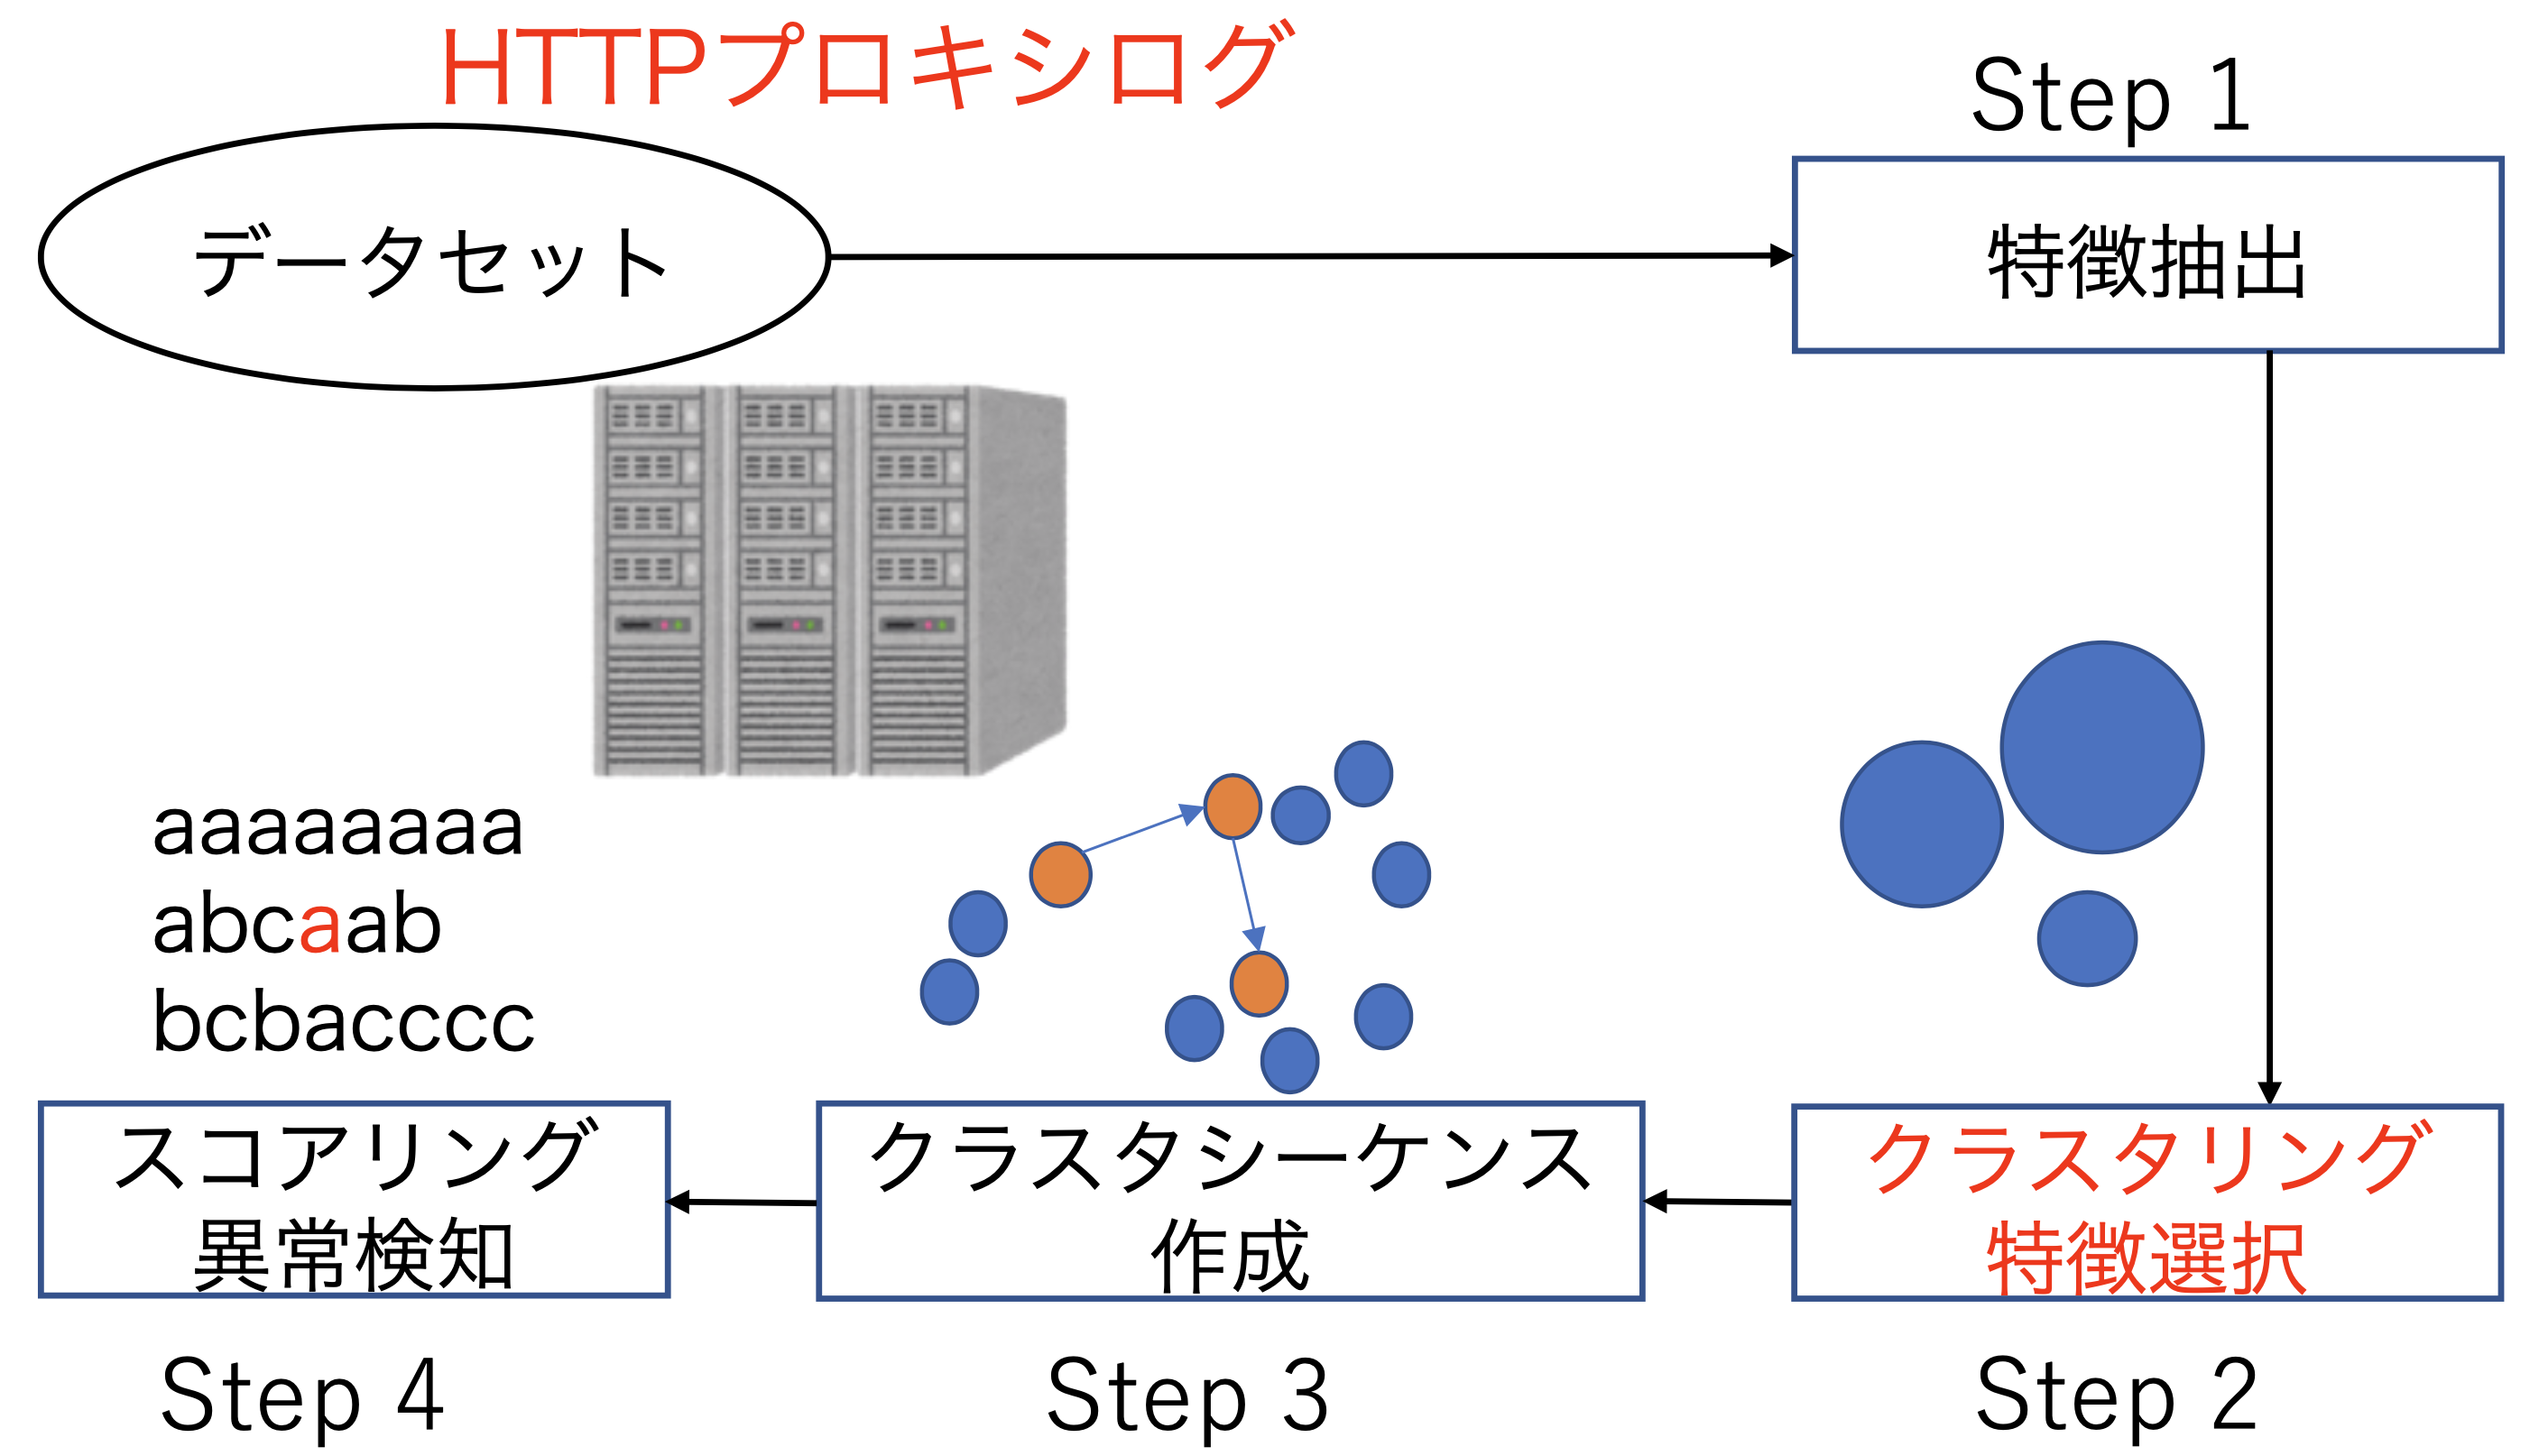 HTTPプロキシログ
データセット
Step 1
特徴抽出
aaaaaaaa
abcaaab
bcbacccc
スコアリング
異常検知
Step 4
クラスタシーケンス
作成
Step 3
クラスタリング
特徴選択
Step 2